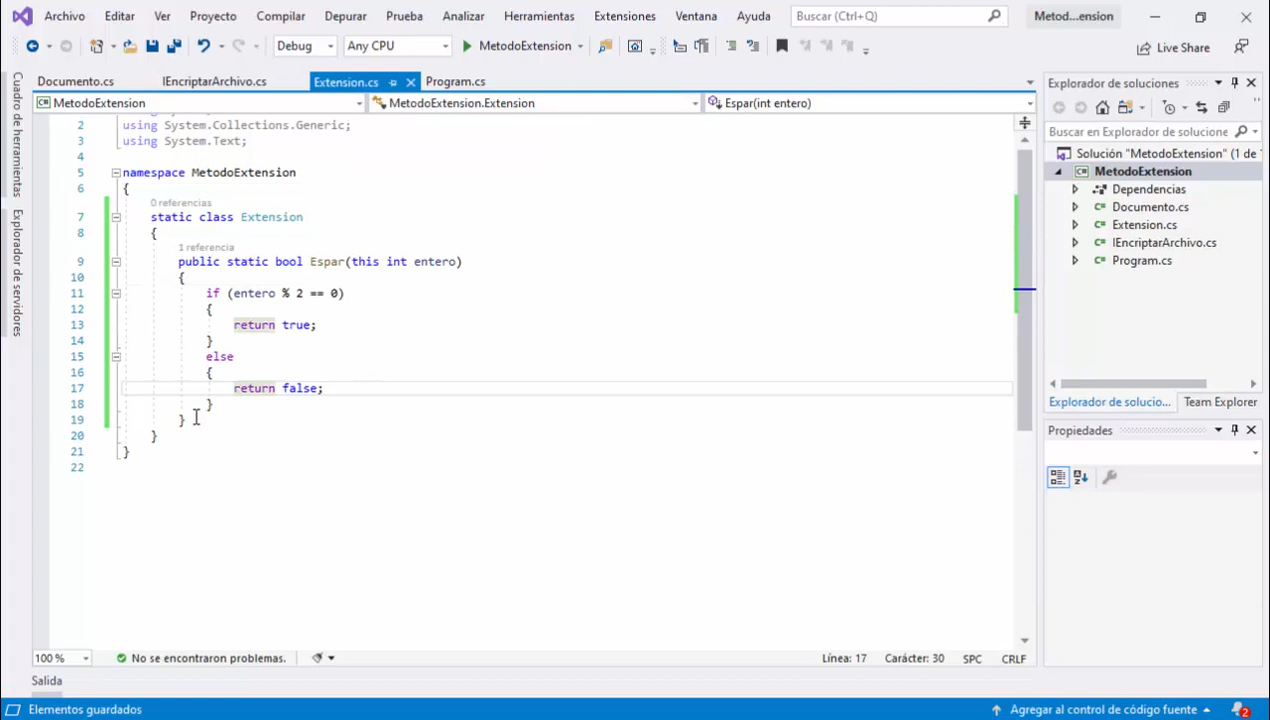 Archivo Editar Ver Proyecto Compilar Depurar Prueba Analizar Herramientas Extensiones Ventana Ayuda Buscar (Ctrl+Q) Metod...ension
Debug Any CPU MetodoExtension Live Share
Cuadro de herramientas
Explorador de servidores
Documento.cs IEncriptarArchivo.cs Extension.cs Program.cs
MetodoExtension MetodoExtension.Extension Espar(int entero)
2 using System.Collections.Generic;
3 using System.Text;
4
5 namespace MetodoExtension
6 {
0 referencias
7 static class Extension
8 {
1 referencia
9 public static bool Espar(this int entero)
10 {
11 if (entero % 2 == 0)
12 {
13 return true;
14 }
15 else
16 {
17 return false;
18 }
19 }
20 }
21 }
22
100 % No se encontraron problemas. Línea: 17 Carácter: 30 SPC CRLF
Explorador de soluciones
Buscar en Explorador de solucione
Solución "MetodoExtension" (1 de
MetodoExtension
Dependencias
Documento.cs
Extension.cs
IEncriptarArchivo.cs
Program.cs
Explorador de solucio... Team Explorer
Propiedades
Salida
Elementos guardados Agregar al control de código fuente 2